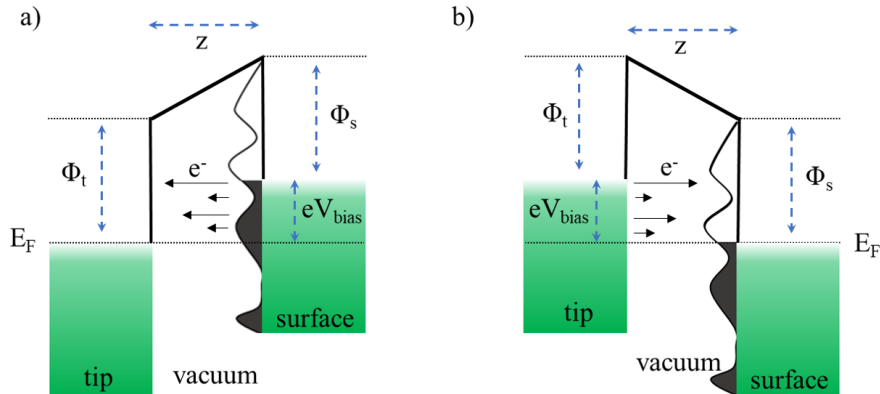 a)
z
Φt
Φs
e-
eVbias
EF
tip
vacuum
surface
b)
z
Φt
Φs
e-
eVbias
EF
tip
vacuum
surface